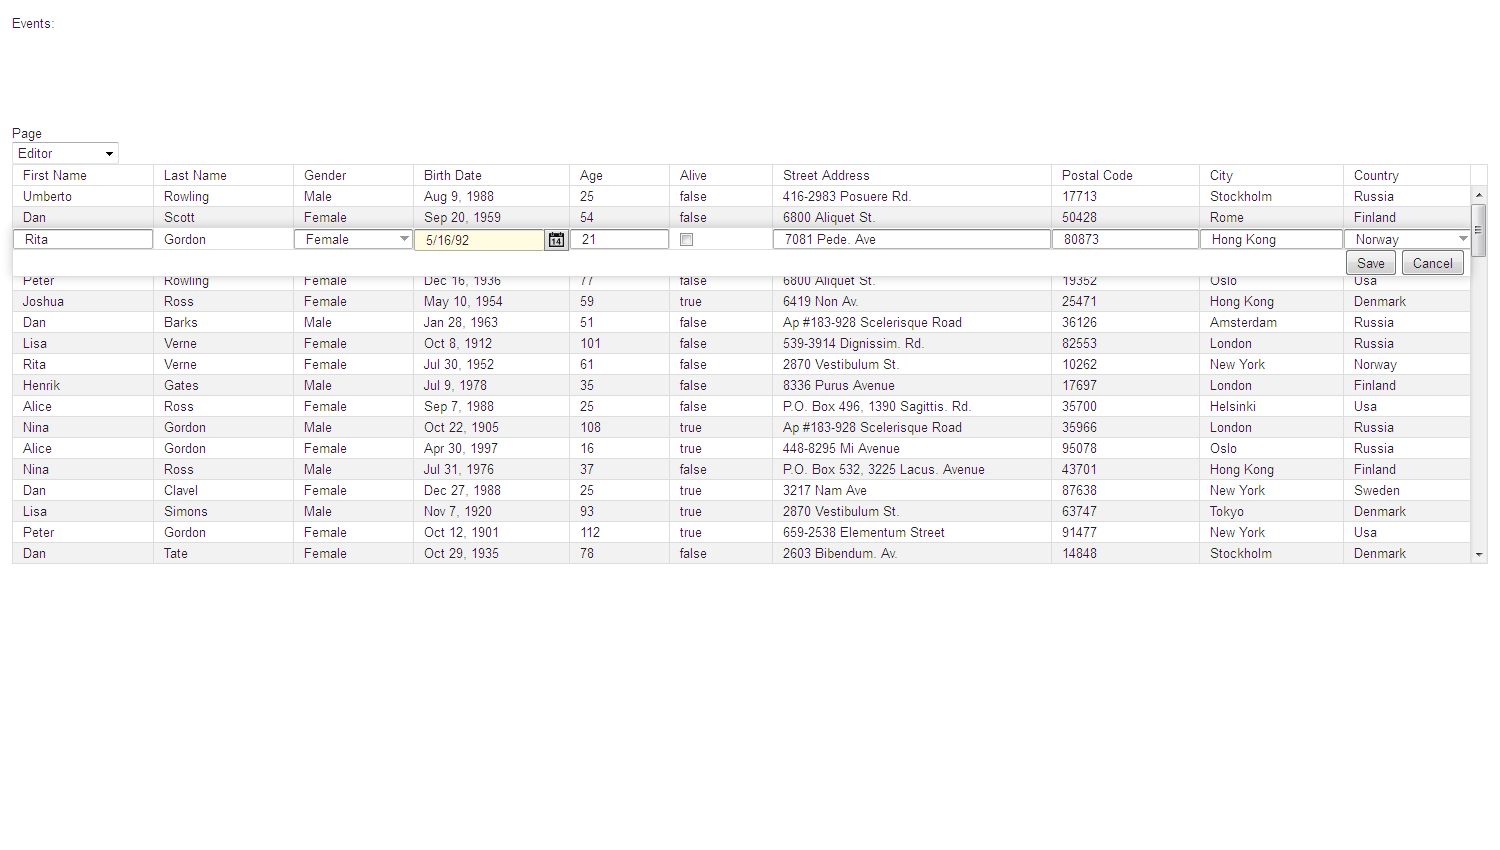 Events:
Page
Editor
First Name Last Name Gender Birth Date Age Alive Street Address Postal Code City Country
Umberto Rowling Male Aug 9, 1988 25 false 416-2983 Posuere Rd. 17713 Stockholm Russia
Dan Scott Female Sep 20, 1959 54 false 6800 Aliquet St. 50428 Rome Finland
Rita Gordon Female 5/16/92 14 21 7081 Pede. Ave 80873 Hong Kong Norway
Save Cancel
Peter Rowling Female Dec 16, 1936 77 false 6800 Aliquet St. 19352 Oslo Usa
Joshua Ross Female May 10, 1954 59 true 6419 Non Av. 25471 Hong Kong Denmark
Dan Barks Male Jan 28, 1963 51 false Ap #183-928 Scelerisque Road 36126 Amsterdam Russia
Lisa Verne Female Oct 8, 1912 101 false 539-3914 Dignissim. Rd. 82553 London Russia
Rita Verne Female Jul 30, 1952 61 false 2870 Vestibulum St. 10262 New York Norway
Henrik Gates Male Jul 9, 1978 35 false 8336 Purus Avenue 17697 London Finland
Alice Ross Female Sep 7, 1988 25 false P.O. Box 496, 1390 Sagittis. Rd. 35700 Helsinki Usa
Nina Gordon Male Oct 22, 1905 108 true Ap #183-928 Scelerisque Road 35966 London Russia
Alice Gordon Female Apr 30, 1997 16 true 448-8295 Mi Avenue 95078 Oslo Russia
Nina Ross Male Jul 31, 1976 37 false P.O. Box 532, 3225 Lacus. Avenue 43701 Hong Kong Finland
Dan Clavel Female Dec 27, 1988 25 true 3217 Nam Ave 87638 New York Sweden
Lisa Simons Male Nov 7, 1920 93 true 2870 Vestibulum St. 63747 Tokyo Denmark
Peter Gordon Female Oct 12, 1901 112 true 659-2538 Elementum Street 91477 New York Usa
Dan Tate Female Oct 29, 1935 78 false 2603 Bibendum. Av. 14848 Stockholm Denmark